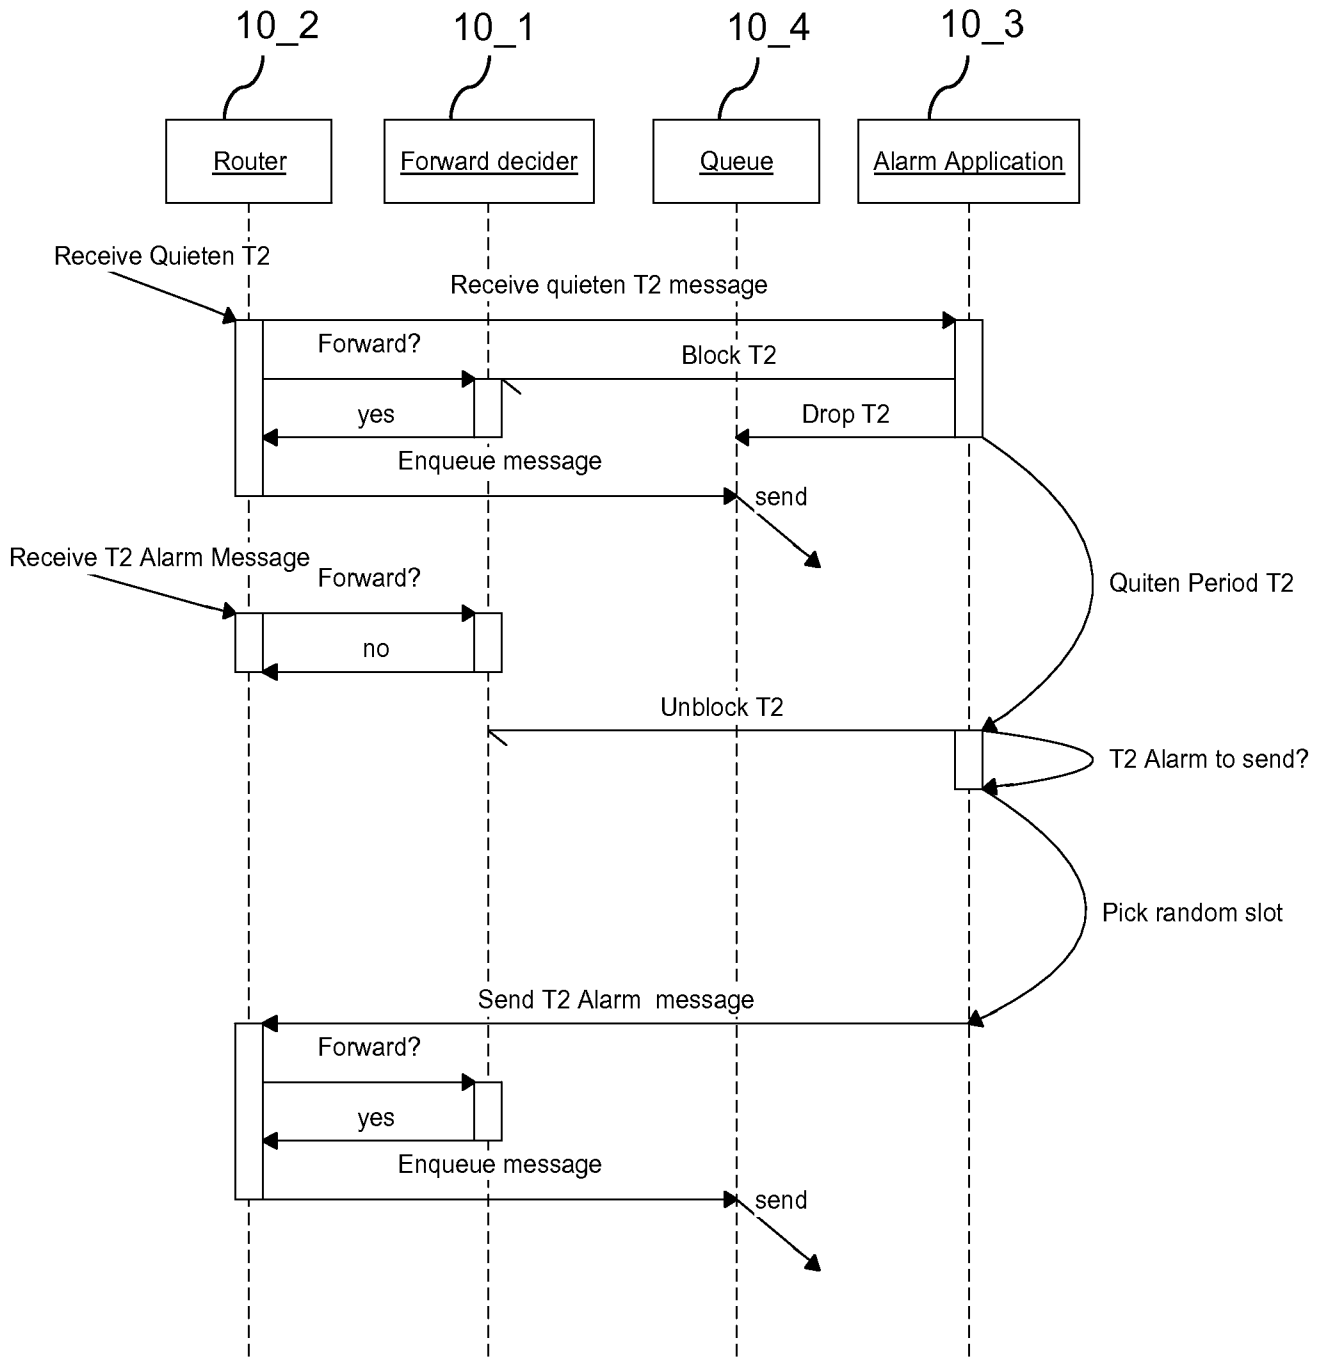 10_2
10_1
10_4
10_3
Router
Forward decider
Queue
Alarm Application
Receive Quieten T2
Receive quieten T2 message
Forward?
Block T2
yes
Drop T2
Enqueue message
send
Receive T2 Alarm Message
Forward?
Quiten Period T2
no
Unblock T2
T2 Alarm to send?
Pick random slot
Send T2 Alarm message
Forward?
yes
Enqueue message
send